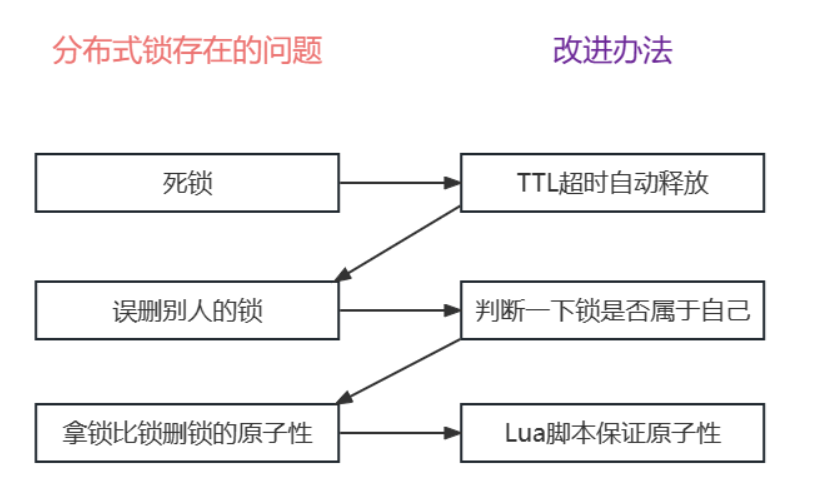 分布式锁存在的问题
改进办法
死锁
TTL超时自动释放
误删别人的锁
判断一下锁是否属于自己
拿锁比锁删锁的原子性
Lua脚本保证原子性